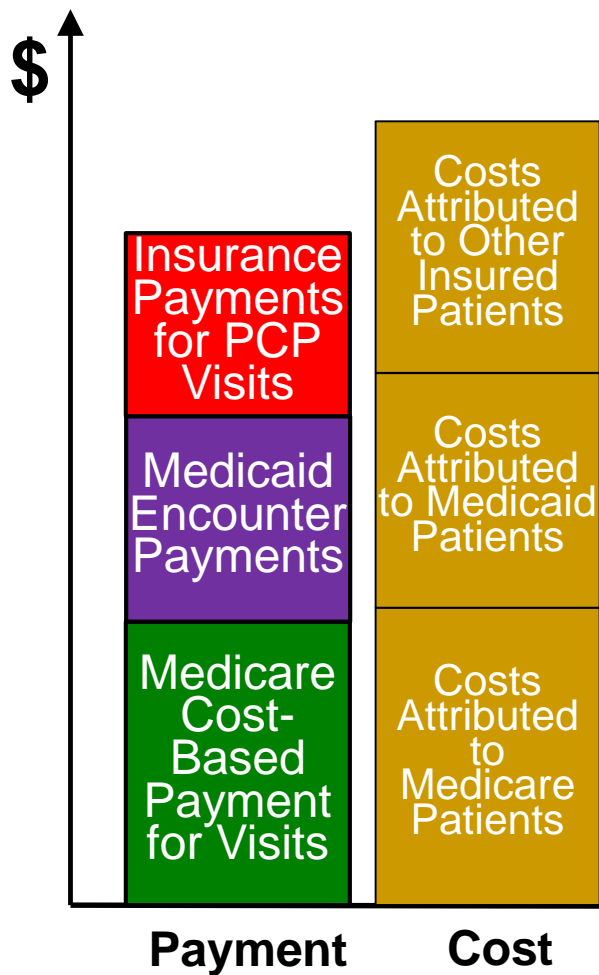 $
Insurance
Payments
for PCP
Visits
Medicaid
Encounter
Payments
Medicare
Cost-
Based
Payment
for Visits
Costs
Attributed
to Other
Insured
Patients
Costs
Attributed
to Medicaid
Patients
Costs
Attributed
to
Medicare
Patients
Payment
Cost